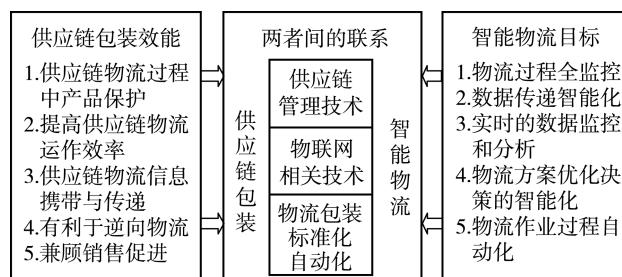 供应链包装效能
1.供应链物流过程
中产品保护
2.提高供应链物流
运作效率
3.供应链物流信息
携带与传递
4.有利于逆向物流
5.兼顾销售促进
两者间的联系
供应链包装
供应链
管理技术
物联网
相关技术
物流包装
标准化
自动化
智能物流
智能物流目标
1.物流过程全监控
2.数据传递智能化
3.实时的数据监控
和分析
4.物流方案优化决
策的智能化
5.物流作业过程自
动化